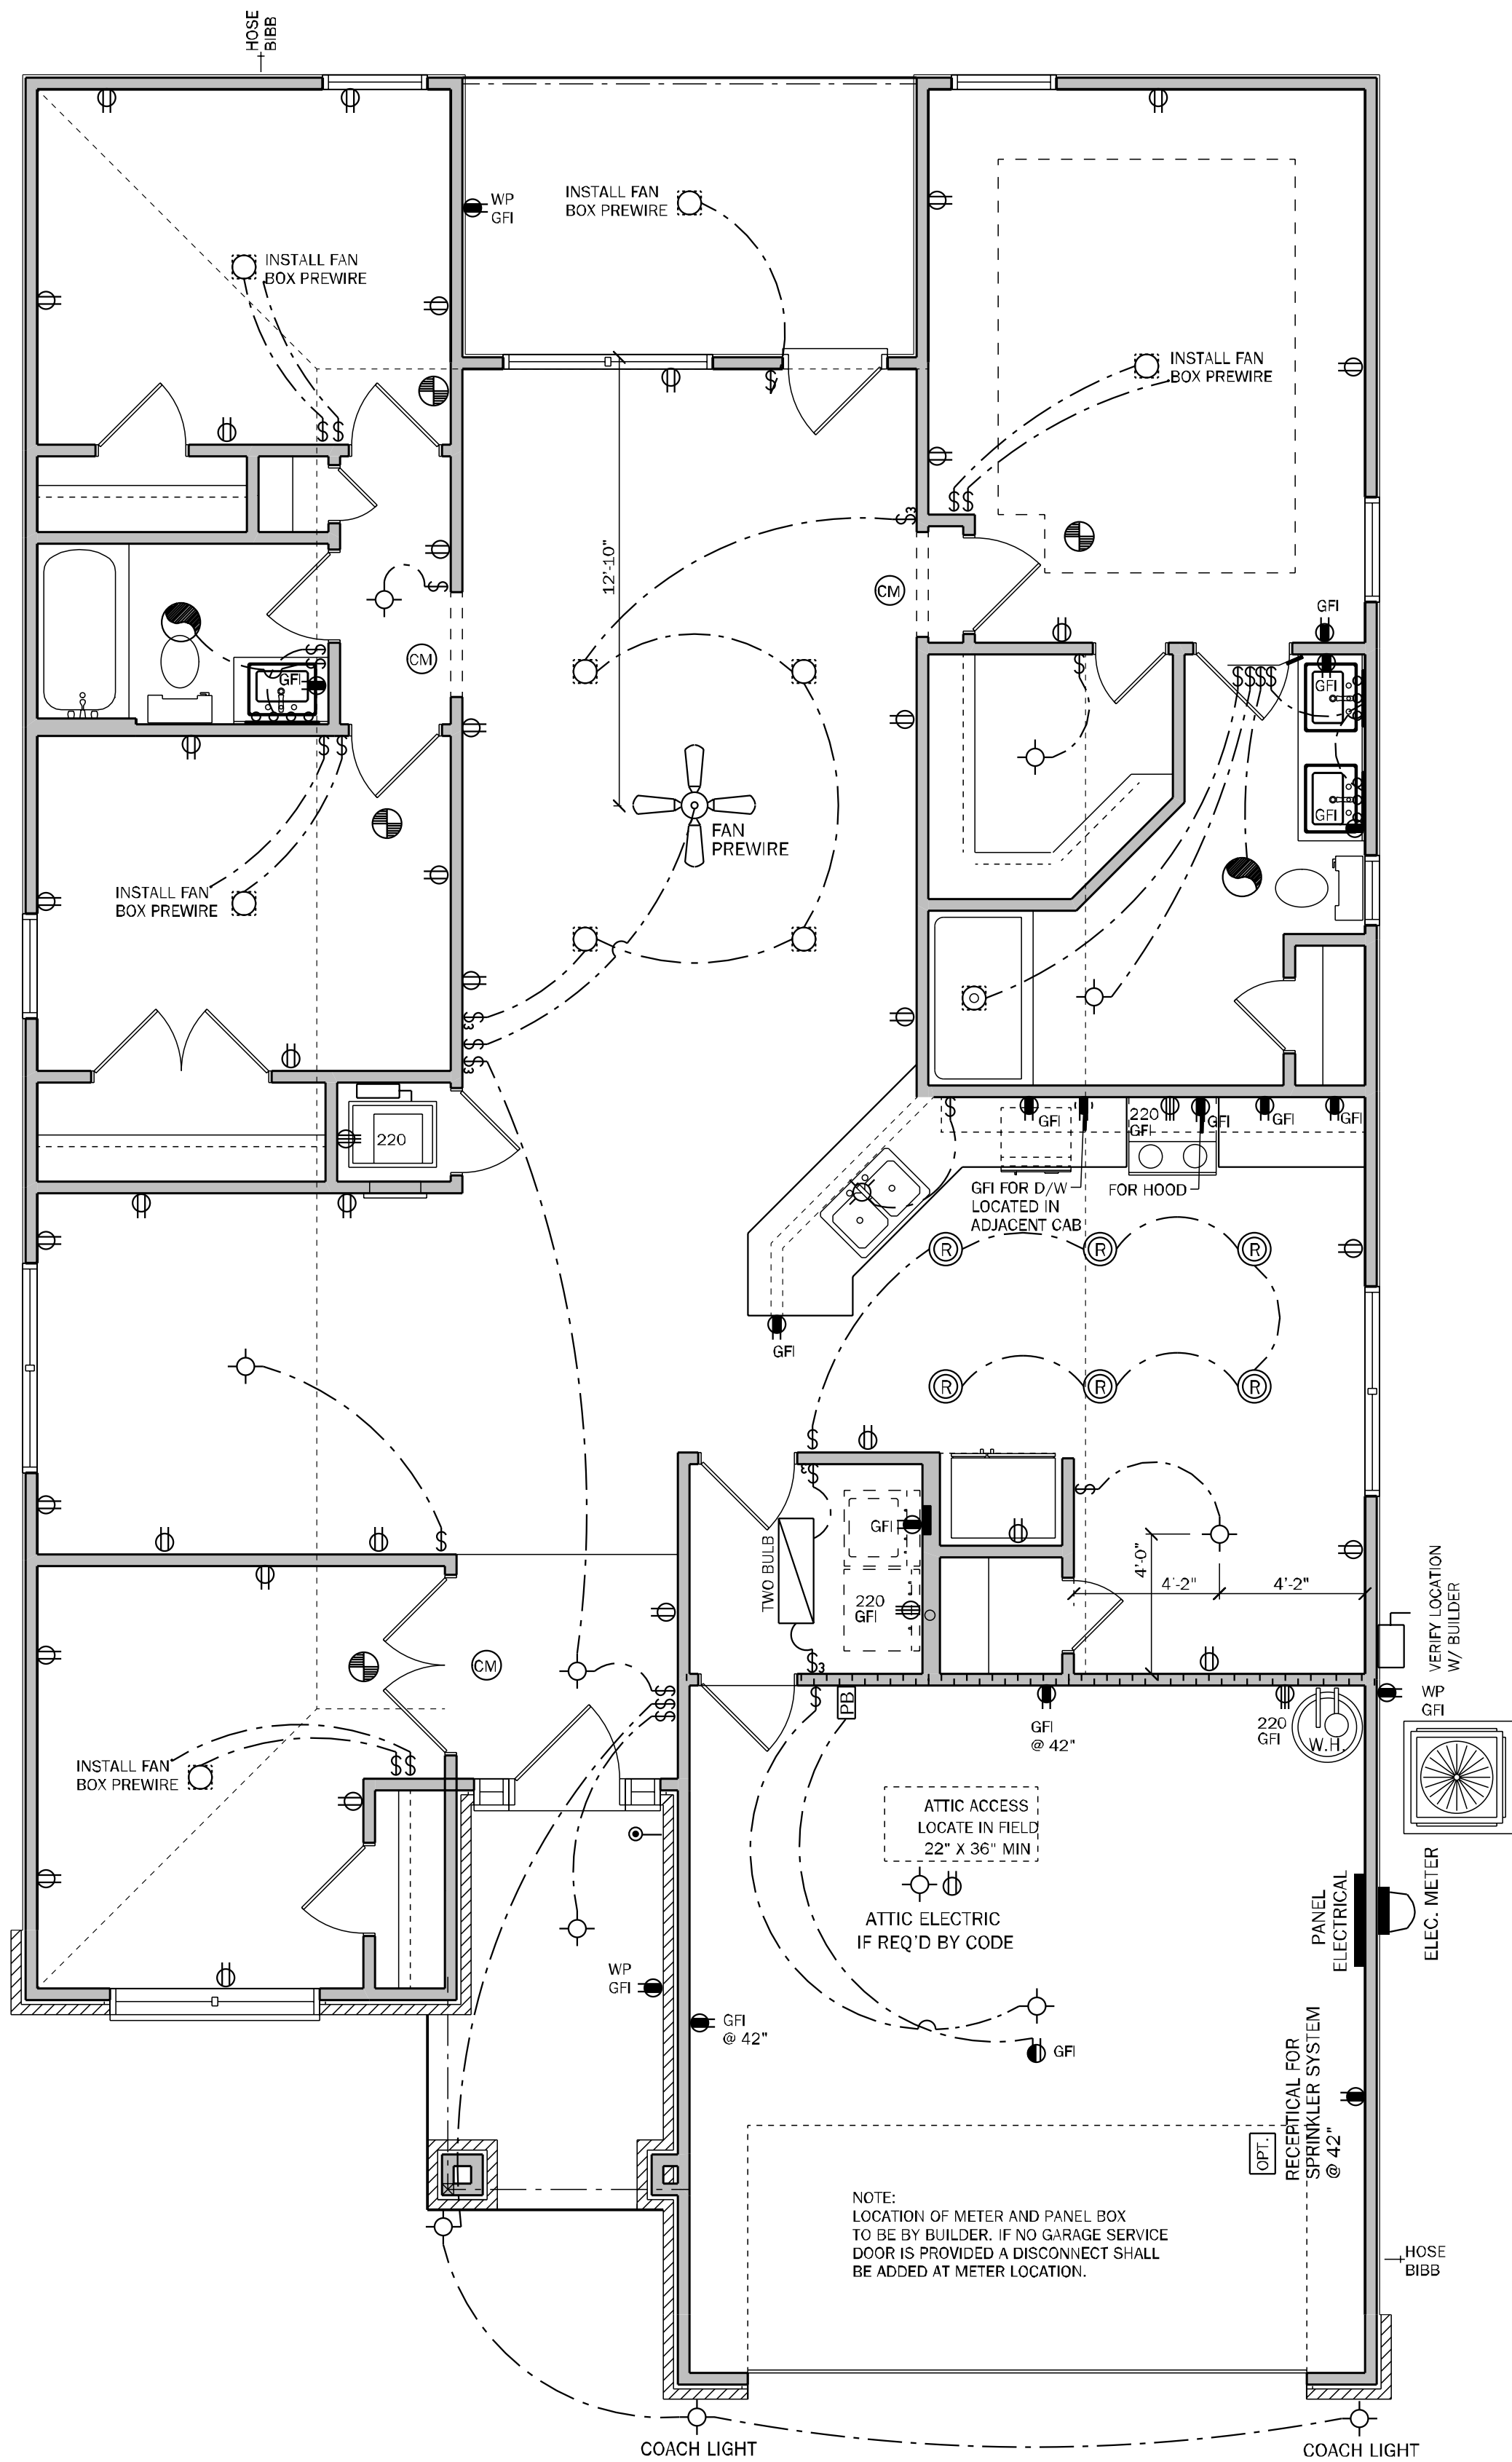 HOSE
BIBB
WP
GFI
INSTALL FAN
BOX PREWIRE
INSTALL FAN
BOX PREWIRE
INSTALL FAN
BOX PREWIRE
$$
$
$$
$3
12'-10"
$
CM
CM
GFI
$
$
GFI
$
$$$$
GFI
GFI
$$
FAN
PREWIRE
INSTALL FAN
BOX PREWIRE
$3
$
$3
220
$
GFI
220
GFI
GFI
GFI
GFI
GFI FOR D/W
LOCATED IN
ADJACENT CAB
FOR HOOD
R
R
R
GFI
R
R
R
$
$3
$
$
GFI
TWO BULB
220
GFI
4'-0"
4'-2"
4'-2"
VERIFY LOCATION
W/ BUILDER
CM
$3
$$$
$
PB
GFI
@ 42"
220
GFI
W.H.
WP
GFI
INSTALL FAN
BOX PREWIRE
$$
ATTIC ACCESS
LOCATE IN FIELD
22" X 36" MIN
ATTIC ELECTRIC
IF REQ'D BY CODE
PANEL
ELECTRICAL
ELEC. METER
WP
GFI
GFI
@ 42"
GFI
RECEPTICAL FOR
SPRINKLER SYSTEM
@ 42"
OPT.
NOTE:
LOCATION OF METER AND PANEL BOX
TO BE BY BUILDER. IF NO GARAGE SERVICE
DOOR IS PROVIDED A DISCONNECT SHALL
BE ADDED AT METER LOCATION.
HOSE
BIBB
COACH LIGHT
COACH LIGHT